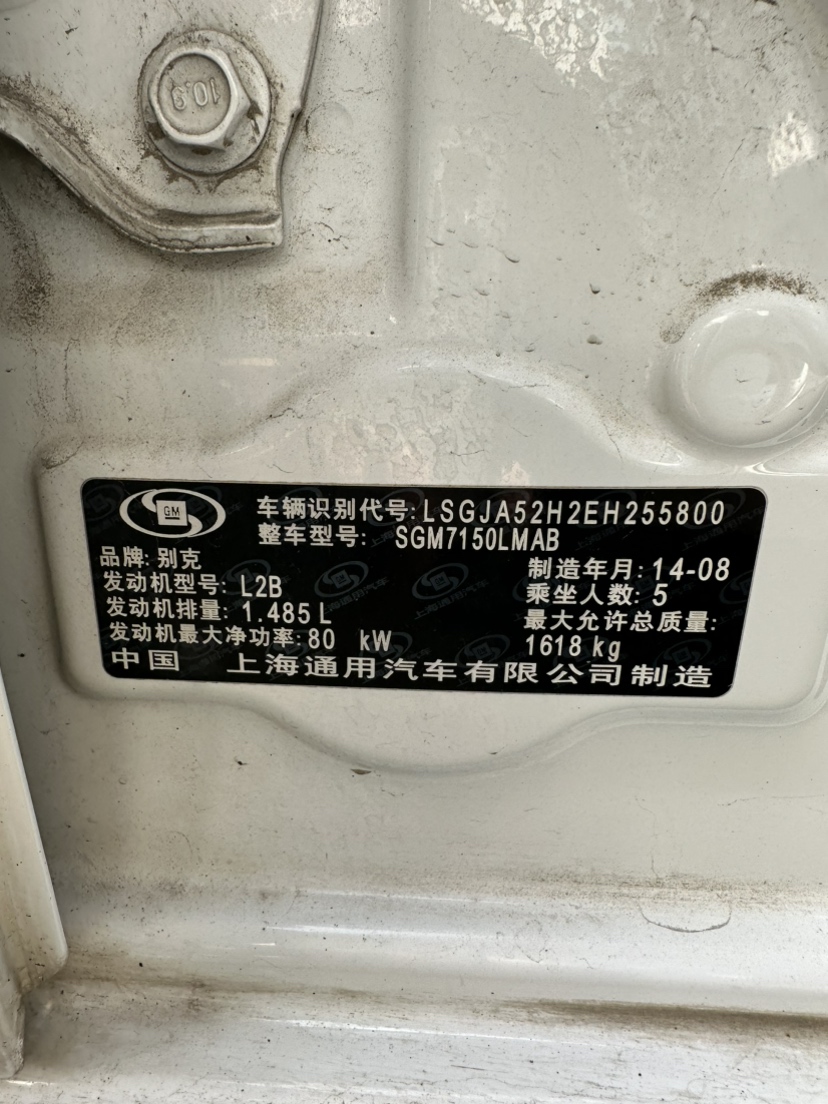 10.9
GM
车辆识别代号:LSGJA52H2EH255800
整车型号: SGM7150LMAB
品牌: 别克
制造年月: 14-08
发动机型号: L2B
乘坐人数: 5
发动机排量: 1.485 L
最大允许总质量:
发动机最大净功率: 80 kW
1618 kg
中国 上海通用汽车有限公司制造